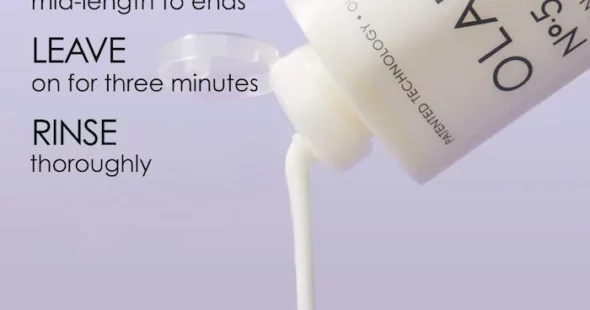 mid-length to ends
LEAVE
on for three minutes
RINSE
thoroughly
PATENTED TECHNOLOGY • 
OLA
Nº.5